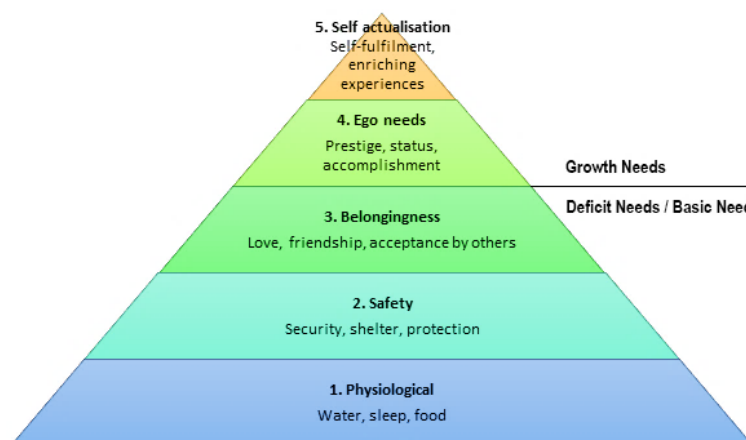 5. Self actualisation
Self-fulfilment,
enriching
experiences
4. Ego needs
Prestige, status,
accomplishment
Growth Needs
Deficit Needs / Basic Need
3. Belongingness
Love, friendship, acceptance by others
2. Safety
Security, shelter, protection
1. Physiological
Water, sleep, food